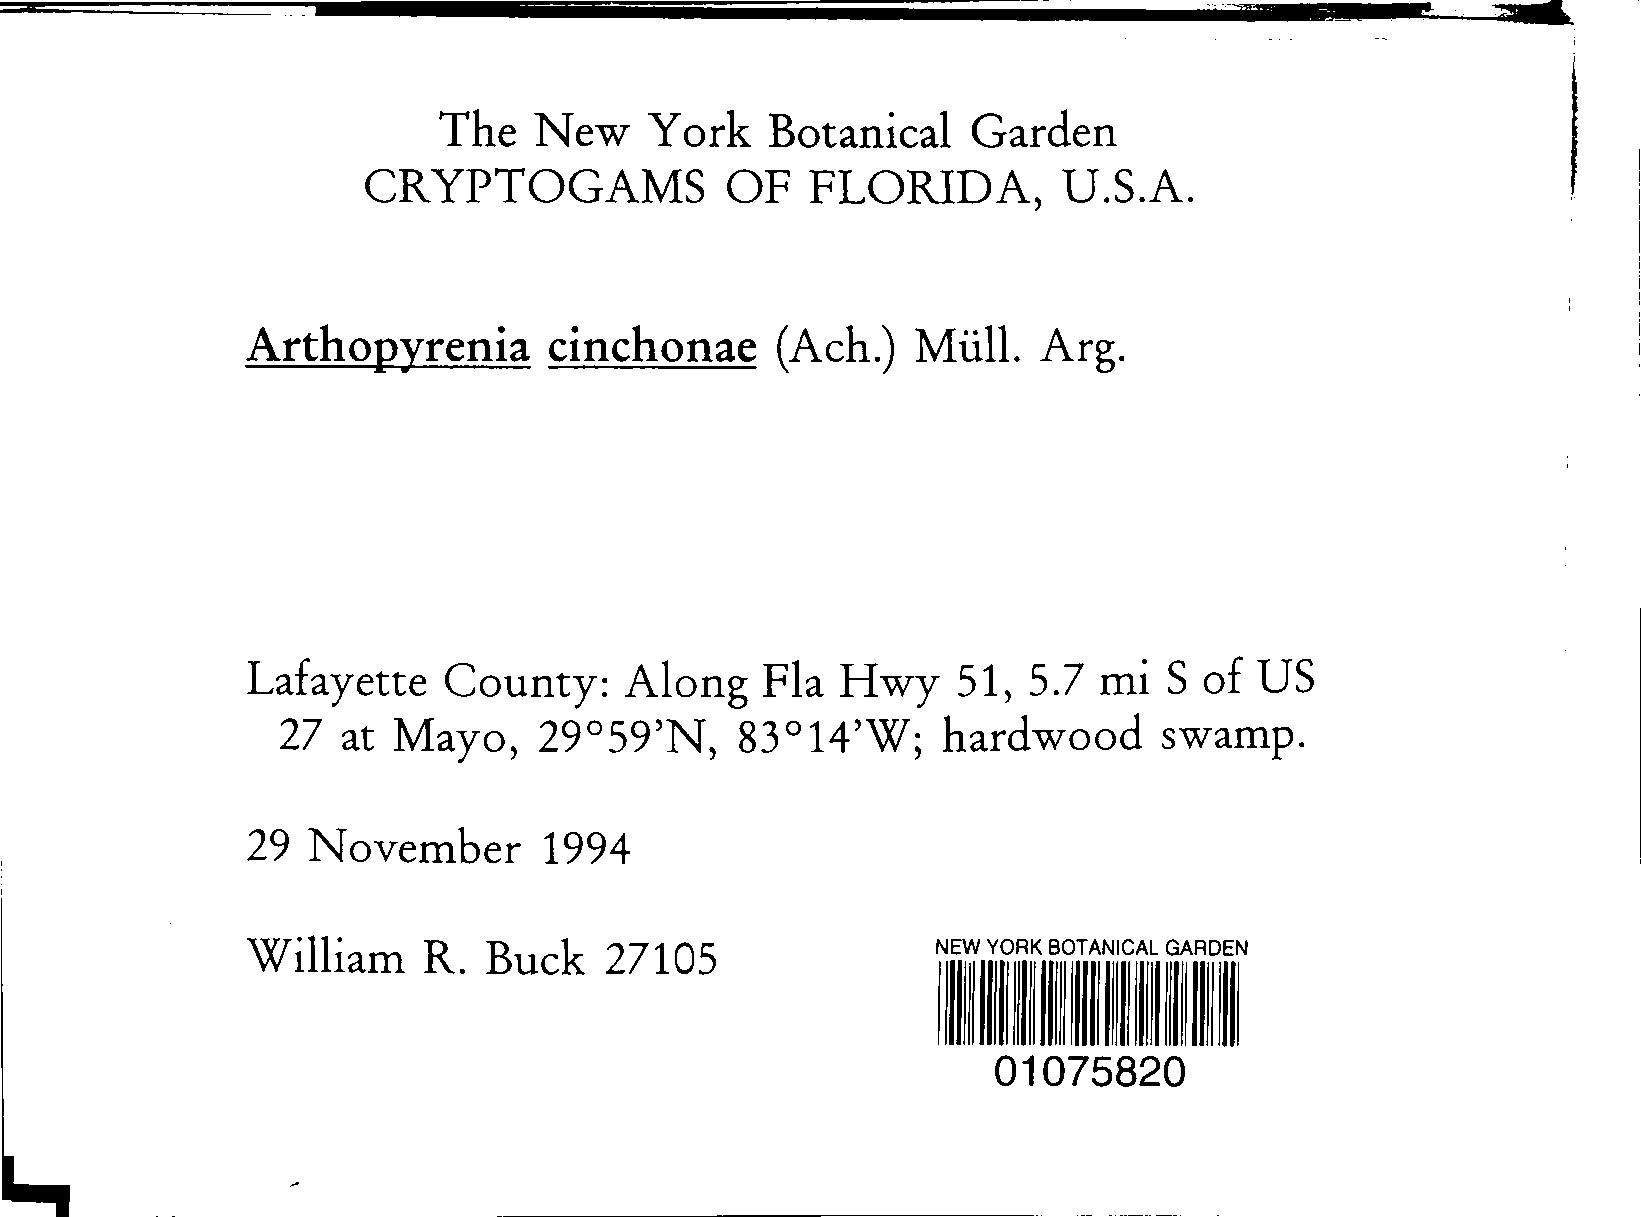 The New York Botanical Garden
CRYPTOGAMS OF FLORIDA, U.S.A.
Arthopyrenia cinchonae (Ach.) Müll. Arg.
Lafayette County: Along Fla Hwy 51, 5.7 mi S of US
27 at Mayo, 29°59'N, 83°14'W; hardwood swamp.
29 November 1994
William R. Buck 27105
NEW YORK BOTANICAL GARDEN
01075820